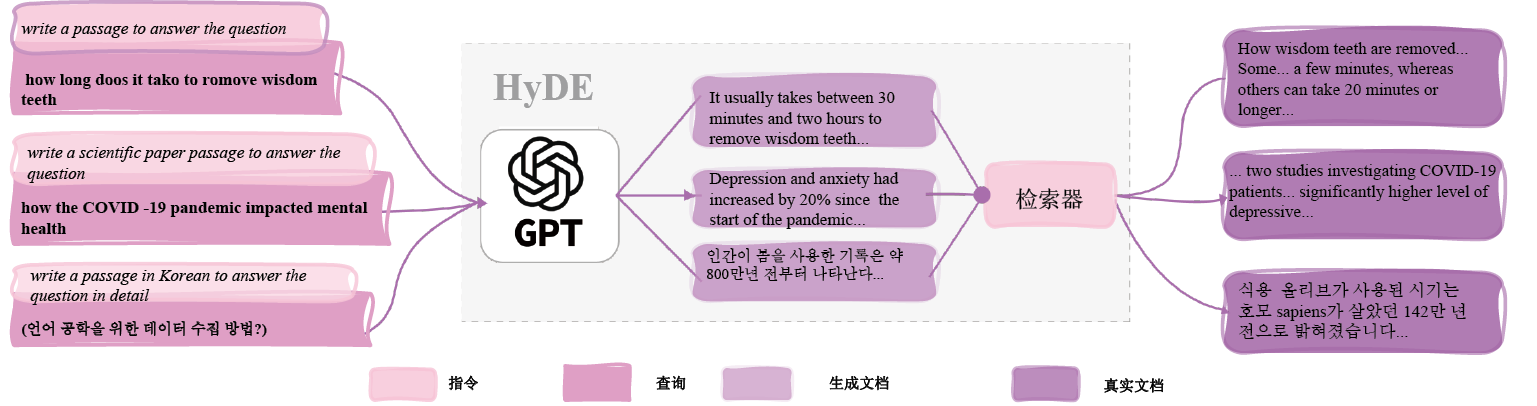 write a passage to answer the question
how long doos it tako to romove wisdom
teeth
write a scientific paper passage to answer the
question
how the COVID -19 pandemic impacted mental
health
write a passage in Korean to answer the
question in detail
(언어 공학을 위한 데이터 수집 방법?)
HyDE
GPT
It usually takes between 30
minutes and two hours to
remove wisdom teeth...
Depression and anxiety had
increased by 20% since the
start of the pandemic...
인간이 봄을 사용한 기록은 약
800만년 전부터 나타난다...
检索器
How wisdom teeth are removed...
Some... a few minutes, whereas
others can take 20 minutes or
longer...
... two studies investigating COVID-19
patients... significantly higher level of
depressive...
식용 올리브가 사용된 시기는
호모 sapiens가 살았던 142만 년
전으로 밝혀졌습니다...
指令
查询
生成文档
真实文档